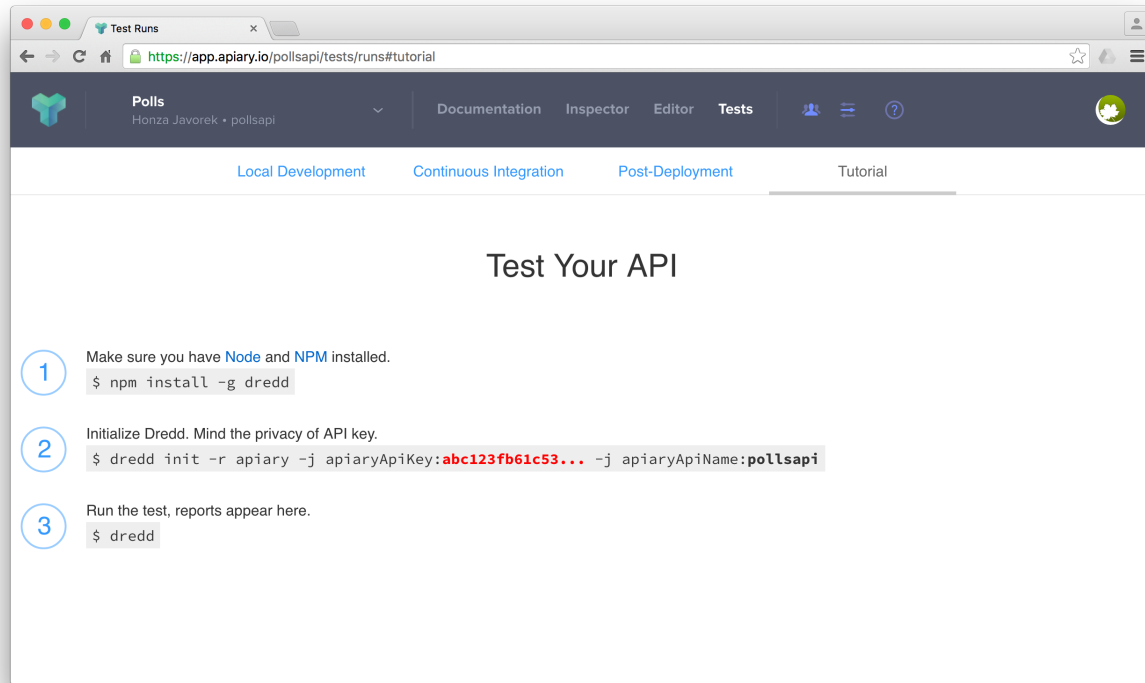 Test Runs
https://app.apiary.io/pollsapi/tests/runs#tutorial
Polls
Honza Javorek • pollsapi
Documentation Inspector Editor Tests
Local Development Continuous Integration Post-Deployment Tutorial
Test Your API
1
Make sure you have Node and NPM installed.
$ npm install -g dredd
2
Initialize Dredd. Mind the privacy of API key.
$ dredd init -r apiary -j apiaryApiKey:abc123fb61c53... -j apiaryApiName:pollsapi
3
Run the test, reports appear here.
$ dredd